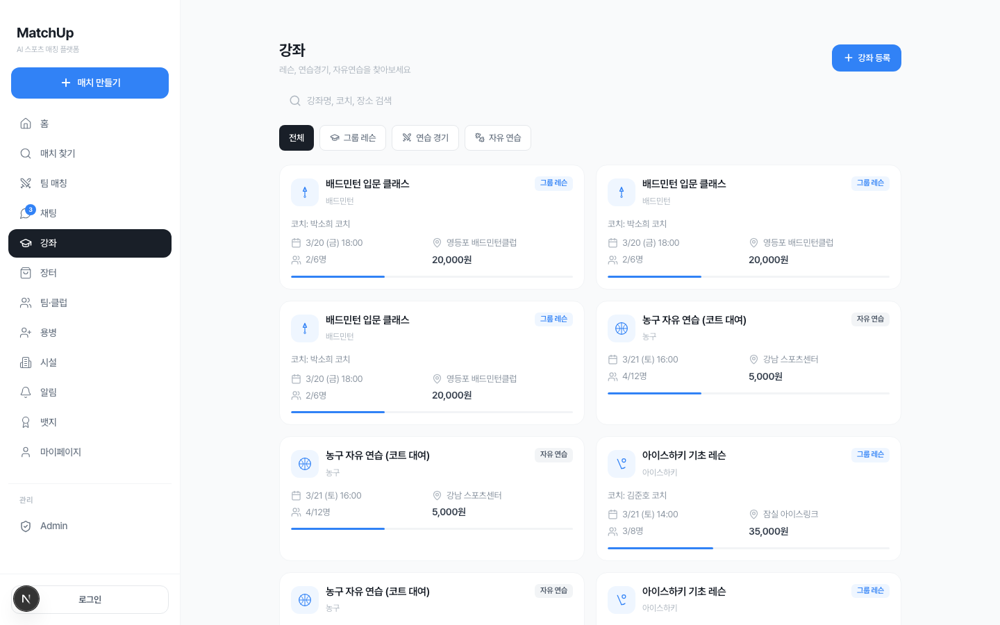 MatchUp
AI 스포츠 매칭 플랫폼
매치 만들기
홈
매치 찾기
팀 매칭
3
채팅
강좌
장터
팀·클럽
용병
시설
알림
뱃지
마이페이지
관리
Admin
N
로그인
강좌
레슨, 연습경기, 자유연습을 찾아보세요
강좌 등록
강좌명, 코치, 장소 검색
전체
그룹 레슨
연습 경기
자유 연습
배드민턴 입문 클래스
그룹 레슨
배드민턴
코치: 박소희 코치
3/20 (금) 18:00
영등포 배드민턴클럽
2/6명
20,000원
배드민턴 입문 클래스
그룹 레슨
배드민턴
코치: 박소희 코치
3/20 (금) 18:00
영등포 배드민턴클럽
2/6명
20,000원
배드민턴 입문 클래스
그룹 레슨
배드민턴
코치: 박소희 코치
3/20 (금) 18:00
영등포 배드민턴클럽
2/6명
20,000원
농구 자유 연습 (코트 대여)
자유 연습
농구
3/21 (토) 16:00
강남 스포츠센터
4/12명
5,000원
농구 자유 연습 (코트 대여)
자유 연습
농구
3/21 (토) 16:00
강남 스포츠센터
4/12명
5,000원
아이스하키 기초 레슨
그룹 레슨
아이스하키
코치: 김준호 코치
3/21 (토) 14:00
잠실 아이스링크
3/8명
35,000원
농구 자유 연습 (코트 대여)
자유 연습
농구
아이스하키 기초 레슨
그룹 레슨
아이스하키